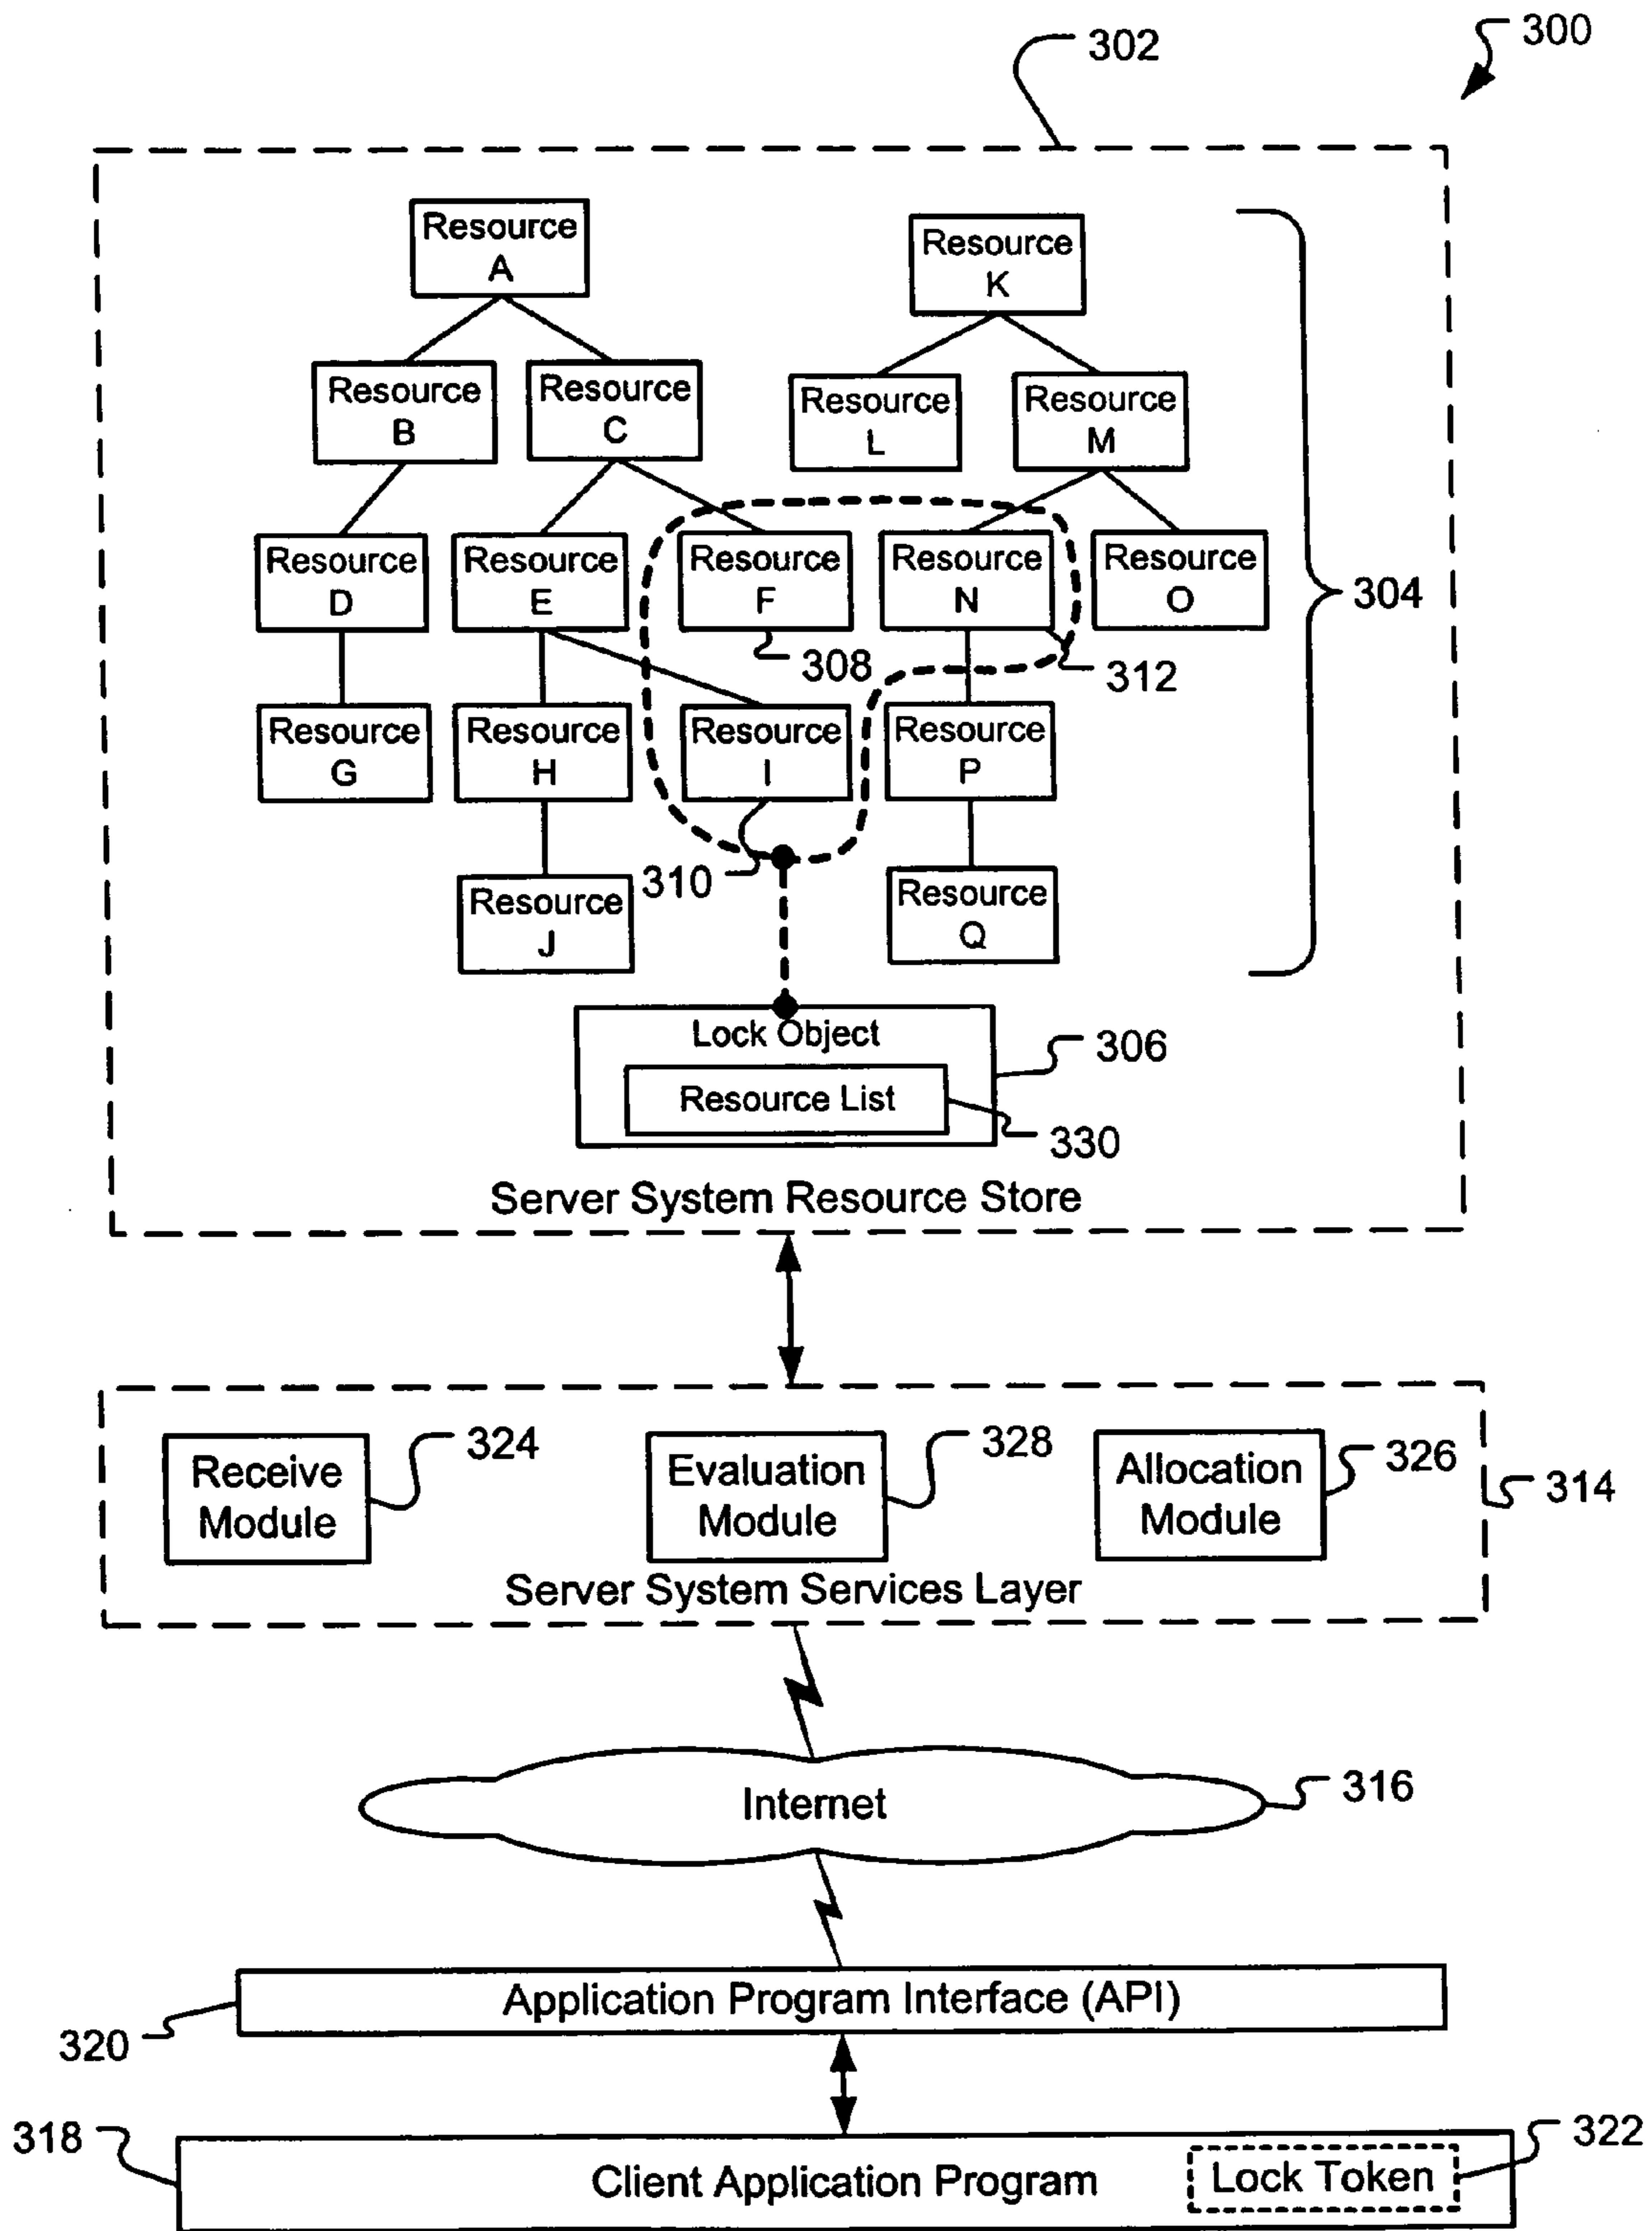 300
302
Resource
A
Resource
K
Resource
B
Resource
C
Resource
L
Resource
M
Resource
D
Resource
E
Resource
F
Resource
N
Resource
O
304
308
312
Resource
G
Resource
H
Resource
I
Resource
P
310
Resource
J
Resource
Q
Lock Object
306
Resource List
330
Server System Resource Store
Receive
Module
324
Evaluation
Module
328
Allocation
Module
326
314
Server System Services Layer
Internet
316
Application Program Interface (API)
320
318
Client Application Program
Lock Token
322